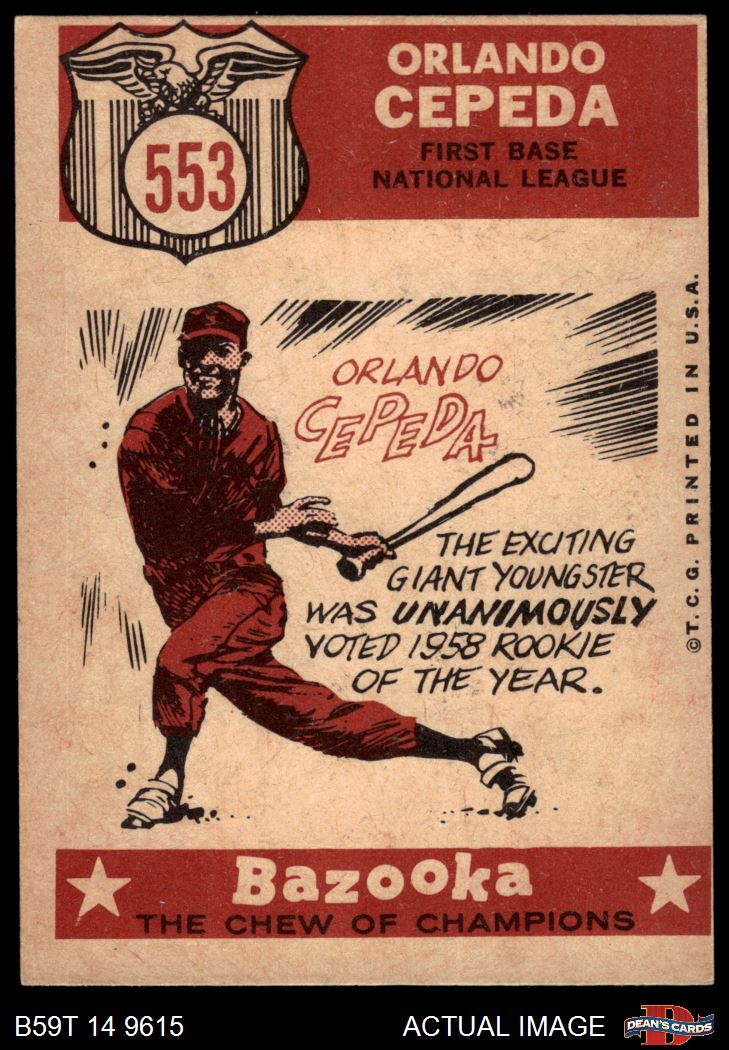 553
ORLANDO
CEPEDA
FIRST BASE
NATIONAL LEAGUE
ORLANDO
CEPEDA
THE EXCITING
GIANT YOUNGSTER
WAS UNANIMOUSLY
VOTED 1958 ROOKIE
OF THE YEAR.
© T. C. G. PRINTED IN U. S. A.
Bazooka
THE CHEW OF CHAMPIONS
B59T 14 9615
ACTUAL IMAGE
D
DEAN'S CARDS